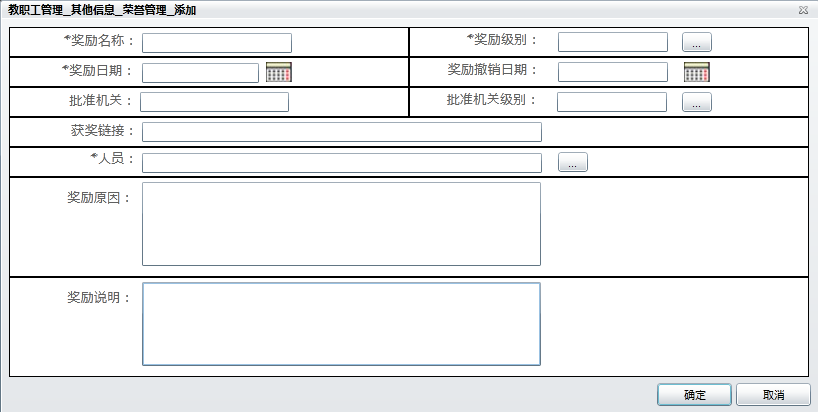 教职工管理_其他信息_荣誉管理_添加
*奖励名称： *奖励级别： ...
*奖励日期： 奖励撤销日期：
批准机关： 批准机关级别： ...
获奖链接：
*人员： ...
奖励原因：
奖励说明：
确定 取消